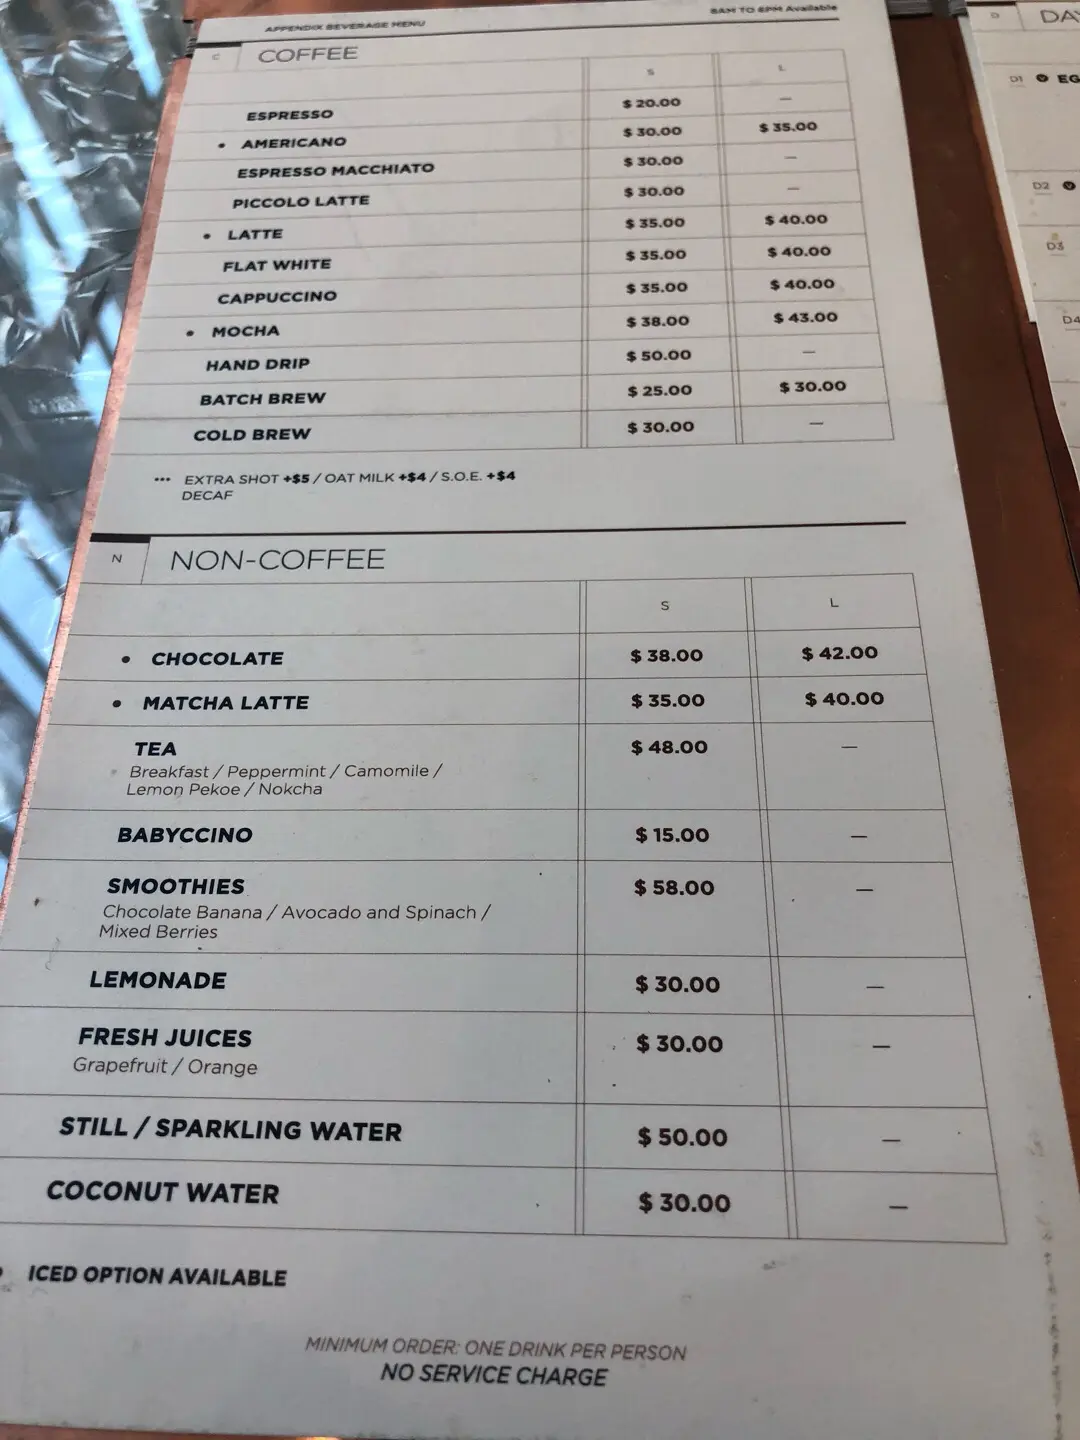 APPENDIX BEVERAGE MENU 8AM TO 6PM Available
C COFFEE
S L
ESPRESSO $ 20.00 —
• AMERICANO $ 30.00 $ 35.00
ESPRESSO MACCHIATO $ 30.00 —
PICCOLO LATTE $ 30.00 —
• LATTE $ 35.00 $ 40.00
FLAT WHITE $ 35.00 $ 40.00
CAPPUCCINO $ 35.00 $ 40.00
• MOCHA $ 38.00 $ 43.00
HAND DRIP $ 50.00 —
BATCH BREW $ 25.00 $ 30.00
COLD BREW $ 30.00 —
••• EXTRA SHOT +$5 / OAT MILK +$4 / S.O.E. +$4
DECAF
N NON-COFFEE
S L
• CHOCOLATE $ 38.00 $ 42.00
• MATCHA LATTE $ 35.00 $ 40.00
TEA $ 48.00 —
Breakfast / Peppermint / Camomile /
Lemon Pekoe / Nokcha
BABYCCINO $ 15.00 —
SMOOTHIES $ 58.00 —
Chocolate Banana / Avocado and Spinach /
Mixed Berries
LEMONADE $ 30.00 —
FRESH JUICES $ 30.00 —
Grapefruit / Orange
STILL / SPARKLING WATER $ 50.00 —
COCONUT WATER $ 30.00 —
• ICED OPTION AVAILABLE
MINIMUM ORDER: ONE DRINK PER PERSON
NO SERVICE CHARGE
D
D1
D2
D3
D4